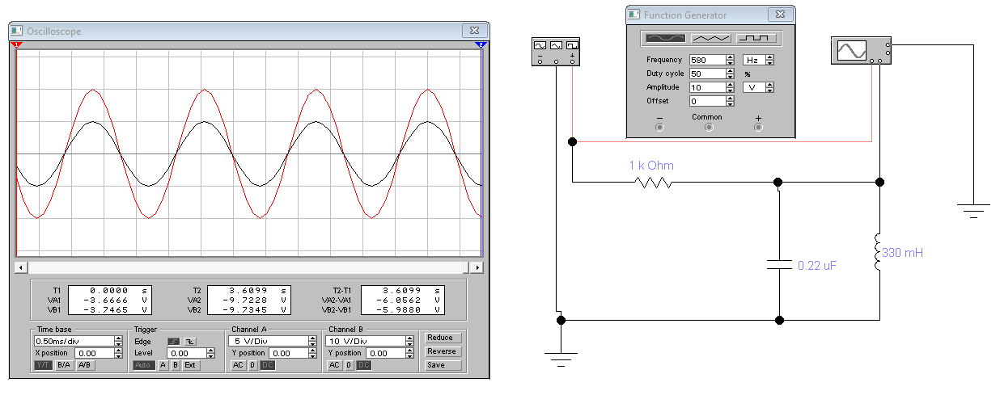 Oscilloscope
1 2
T1 0.0000 s T2 3.6099 s T2-T1 3.6099 s
VA1 -3.6666 V VA2 -9.7228 V VA2-VA1 -6.0562 V
VB1 -3.7465 V VB2 -9.7345 V VB2-VB1 -5.9880 V
Time base Trigger Channel A Channel B
0.50ms/div Edge 5 V/Div 10 V/Div Reduce
X position 0.00 Level 0.00 Y position 0.00 Y position 0.00 Reverse
Y/T B/A A/B Auto A B Ext AC 0 DC AC 0 DC Save
Function Generator
Frequency 580 Hz
Duty cycle 50 %
Amplitude 10 V
Offset 0
− Common +
− +
1 k Ohm
0.22 uF
330 mH